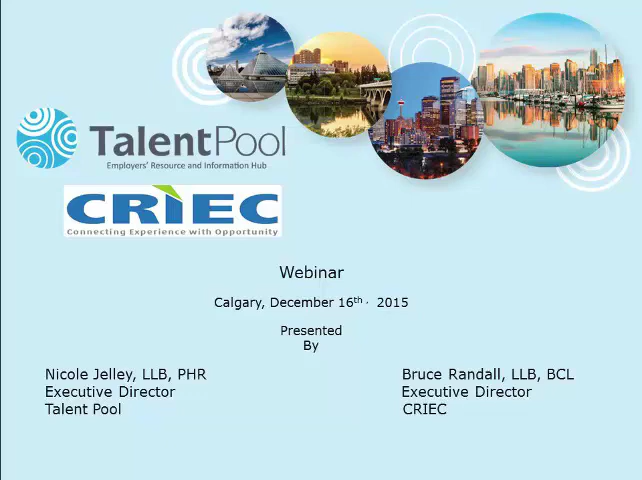 TalentPool
Employers' Resource and Information Hub
CRIEC
Connecting Experience with Opportunity
Webinar
Calgary, December 16th, 2015
Presented
By
Nicole Jelley, LLB, PHR
Executive Director
Talent Pool
Bruce Randall, LLB, BCL
Executive Director
CRIEC